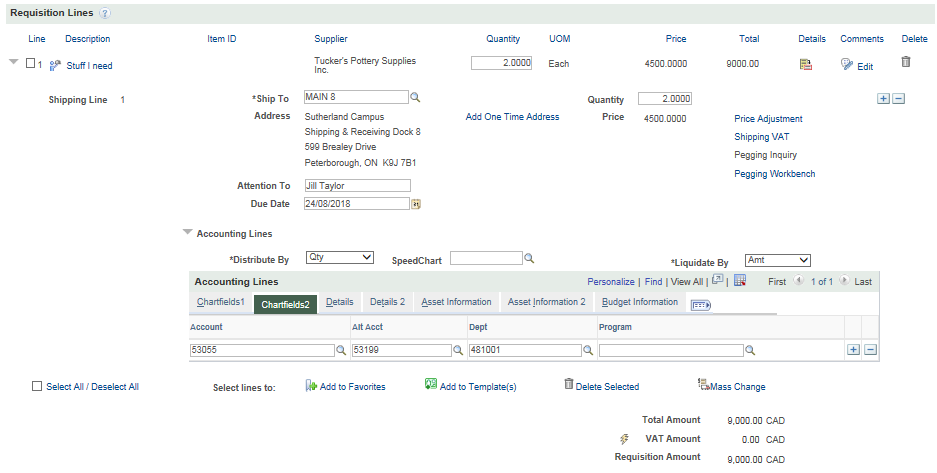 Requisition Lines ?
Line Description Item ID Supplier Quantity UOM Price Total Details Comments Delete
1 Stuff I need Tucker's Pottery Supplies Inc. 2.0000 Each 4500.0000 9000.00 Edit
Shipping Line 1 *Ship To MAIN 8 Quantity 2.0000
Address Sutherland Campus Add One Time Address Price 4500.0000 Price Adjustment
Shipping & Receiving Dock 8 Shipping VAT
599 Brealey Drive Pegging Inquiry
Peterborough, ON K9J 7B1 Pegging Workbench
Attention To Jill Taylor
Due Date 24/08/2018
Accounting Lines
*Distribute By Qty SpeedChart *Liquidate By Amt
Accounting Lines Personalize | Find | View All | | First 1 of 1 Last
Chartfields1 Chartfields2 Details Details 2 Asset Information Asset Information 2 Budget Information
Account Alt Acct Dept Program
53055 53199 481001
Select All / Deselect All Select lines to: Add to Favorites Add to Template(s) Delete Selected Mass Change
Total Amount 9,000.00 CAD
VAT Amount 0.00 CAD
Requisition Amount 9,000.00 CAD